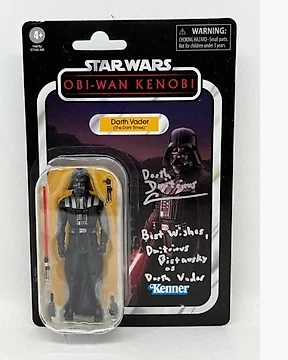 4+
WARNING:
CHOKING HAZARD - Small parts.
Not for children under 3 years.
STAR WARS
OBI-WAN KENOBI
Darth Vader
(The Dark Times)
Darth
Best Wishes,
Dmitrious
Bistrevsky
as
Darth Vader
Kenner